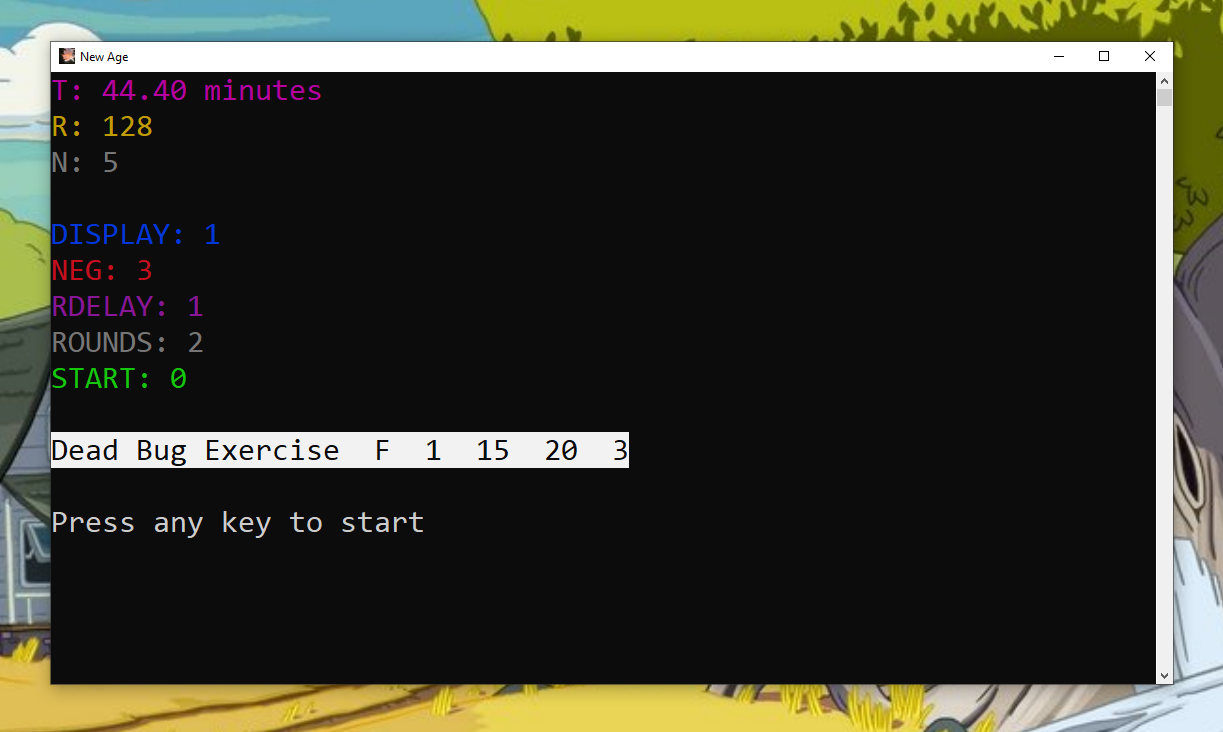 New Age
T: 44.40 minutes
R: 128
N: 5
DISPLAY: 1
NEG: 3
RDELAY: 1
ROUNDS: 2
START: 0
Dead Bug Exercise  F  1  15  20  3
Press any key to start